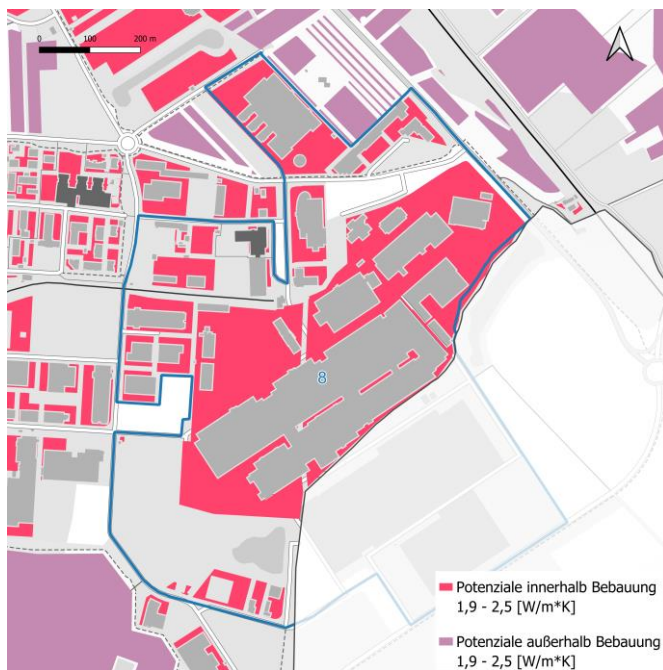 0 100 200 m
8
Potenziale innerhalb Bebauung
1,9 - 2,5 [W/m*K]
Potenziale außerhalb Bebauung
1,9 - 2,5 [W/m*K]